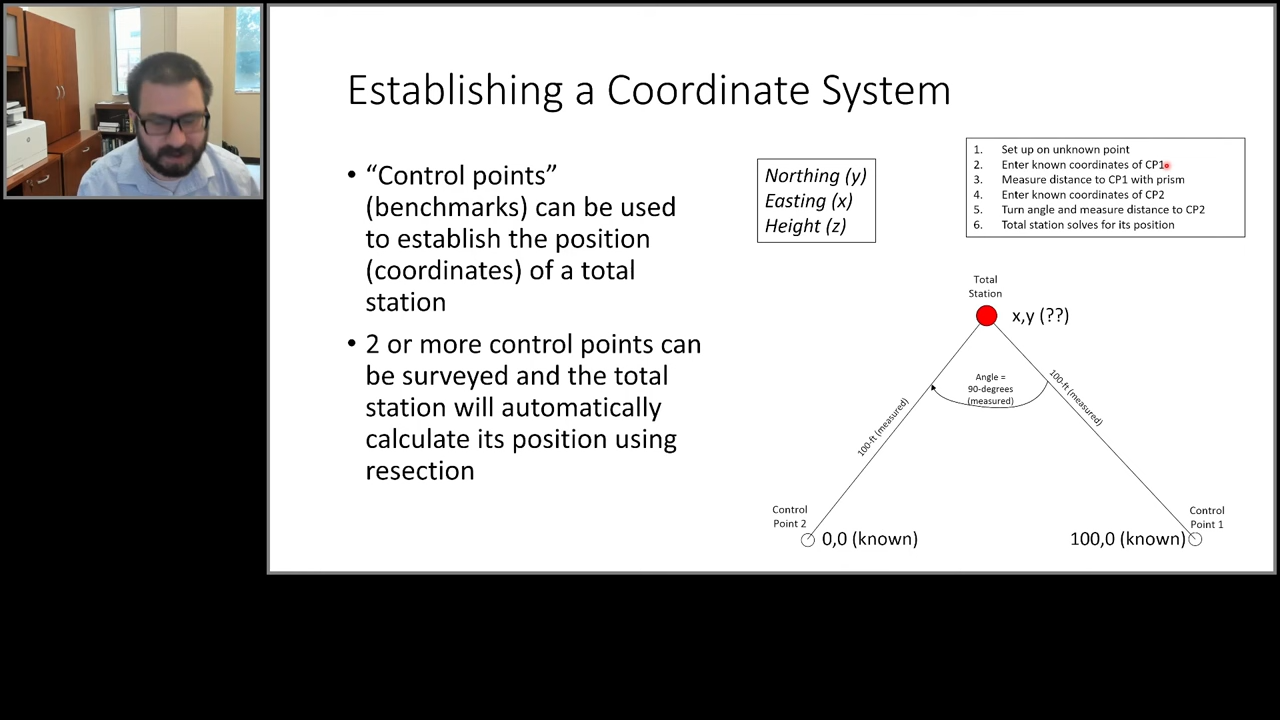 Establishing a Coordinate System
• “Control points”
(benchmarks) can be used
to establish the position
(coordinates) of a total
station
• 2 or more control points can
be surveyed and the total
station will automatically
calculate its position using
resection
Northing (y)
Easting (x)
Height (z)
1. Set up on unknown point
2. Enter known coordinates of CP1
3. Measure distance to CP1 with prism
4. Enter known coordinates of CP2
5. Turn angle and measure distance to CP2
6. Total station solves for its position
Total
Station
x,y (??)
Angle =
90-degrees
(measured)
100-ft (measured)
100-ft (measured)
Control
Point 2
0,0 (known)
Control
Point 1
100,0 (known)